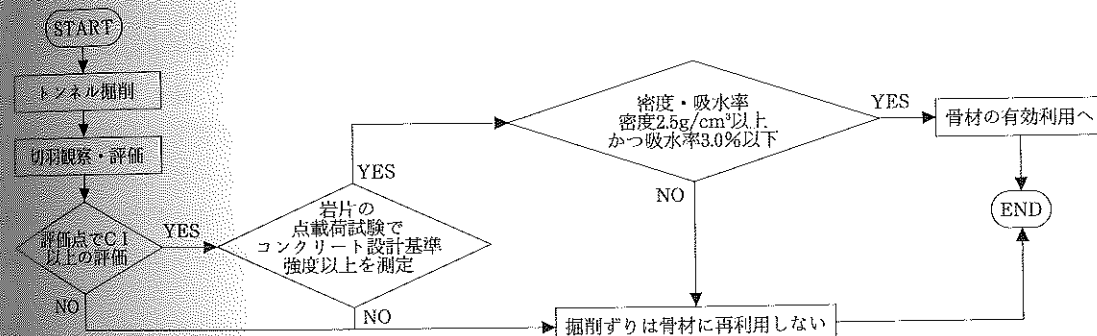 START
トンネル掘削
切羽観察・評価
評価点でCⅠ
以上の評価
YES
NO
岩片の
点載荷試験で
コンクリート設計基準
強度以上を測定
YES
NO
密度・吸水率
密度2.5g/cm³以上
かつ吸水率3.0%以下
YES
NO
骨材の有効利用へ
END
掘削ずりは骨材に再利用しない